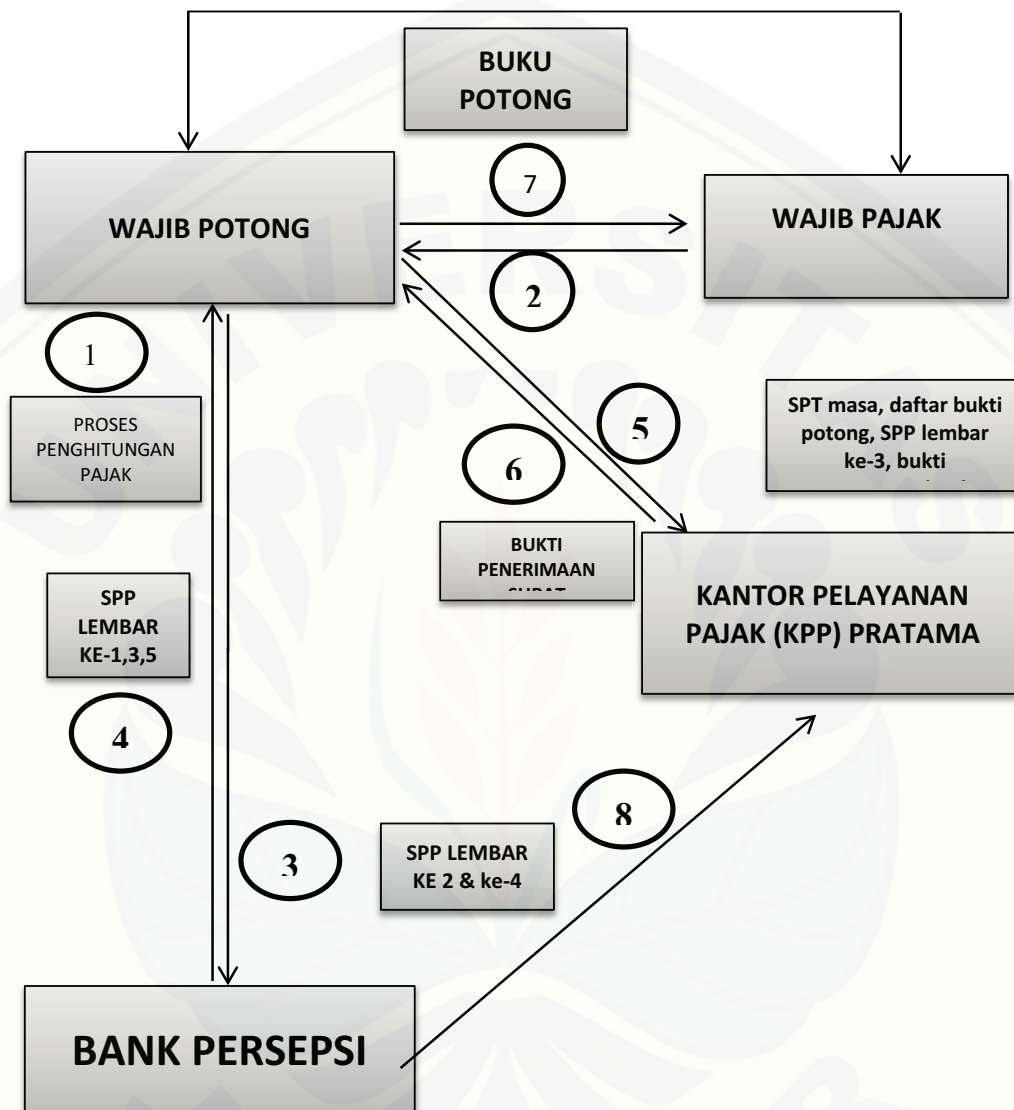 BUKU
POTONG
WAJIB POTONG
7
WAJIB PAJAK
2
1
PROSES
PENGHITUNGAN
PAJAK
5
6
SPT masa, daftar bukti
potong, SPP lembar
ke-3, bukti
BUKTI
PENERIMAAN
SURAT
KANTOR PELAYANAN
PAJAK (KPP) PRATAMA
SPP
LEMBAR
KE-1,3,5
4
8
3
SPP LEMBAR
KE 2 & ke-4
BANK PERSEPSI
UNIVERSITAS